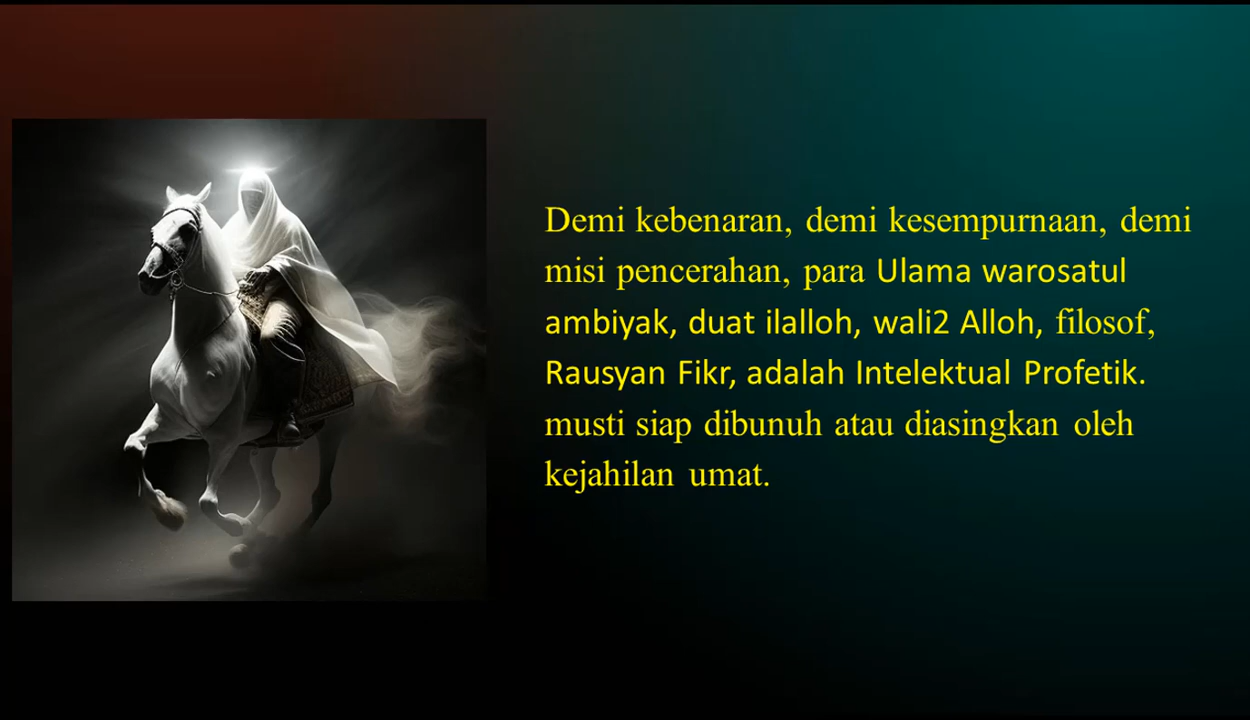 Demi kebenaran, demi kesempurnaan, demi
misi pencerahan, para Ulama warosatul
ambiyak, duat ilalloh, wali2 Alloh, filosof,
Rausyan Fikr, adalah Intelektual Profetik.
musti siap dibunuh atau diasingkan oleh
kejahilan umat.